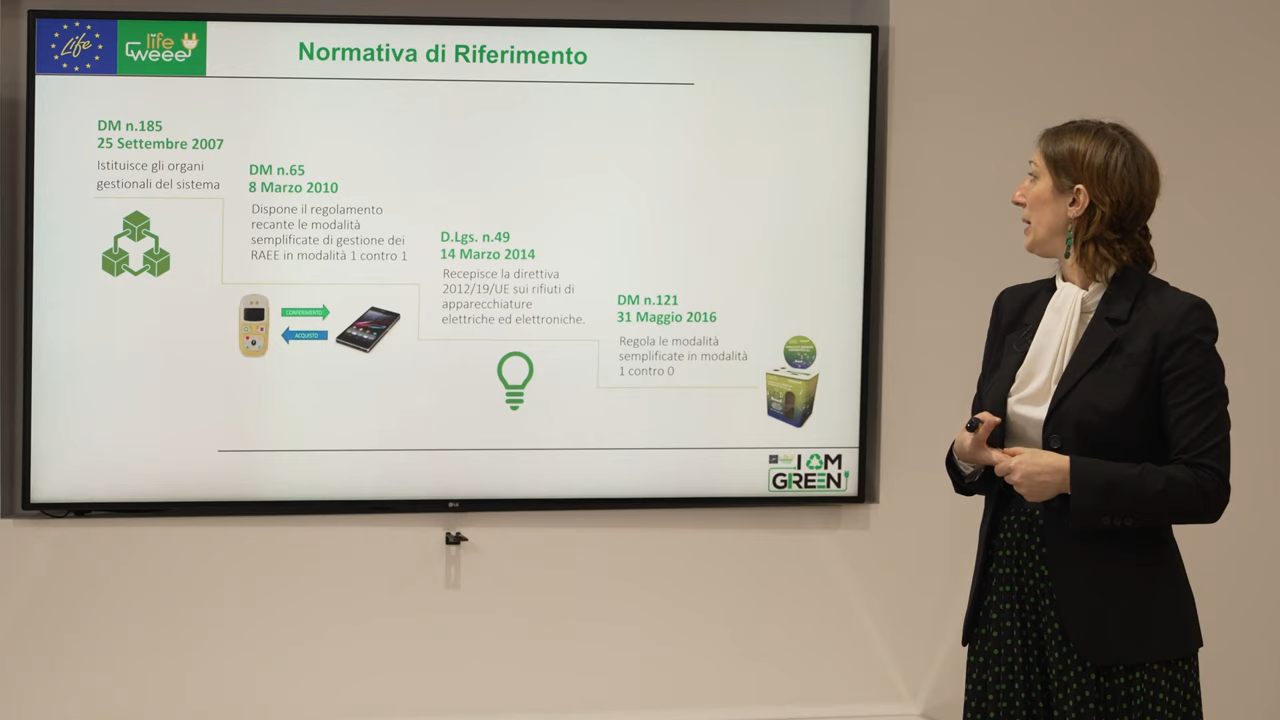 Life
life
weee
Normativa di Riferimento
DM n.185
25 Settembre 2007
Istituisce gli organi
gestionali del sistema
DM n.65
8 Marzo 2010
Dispone il regolamento
recante le modalità
semplificate di gestione dei
RAEE in modalità 1 contro 1
CONFERIMENTO
ACQUISTO
D.Lgs. n.49
14 Marzo 2014
Recepisce la direttiva
2012/19/UE sui rifiuti di
apparecchiature
elettriche ed elettroniche.
DM n.121
31 Maggio 2016
Regola le modalità
semplificate in modalità
1 contro 0
I AM
GREEN
LG